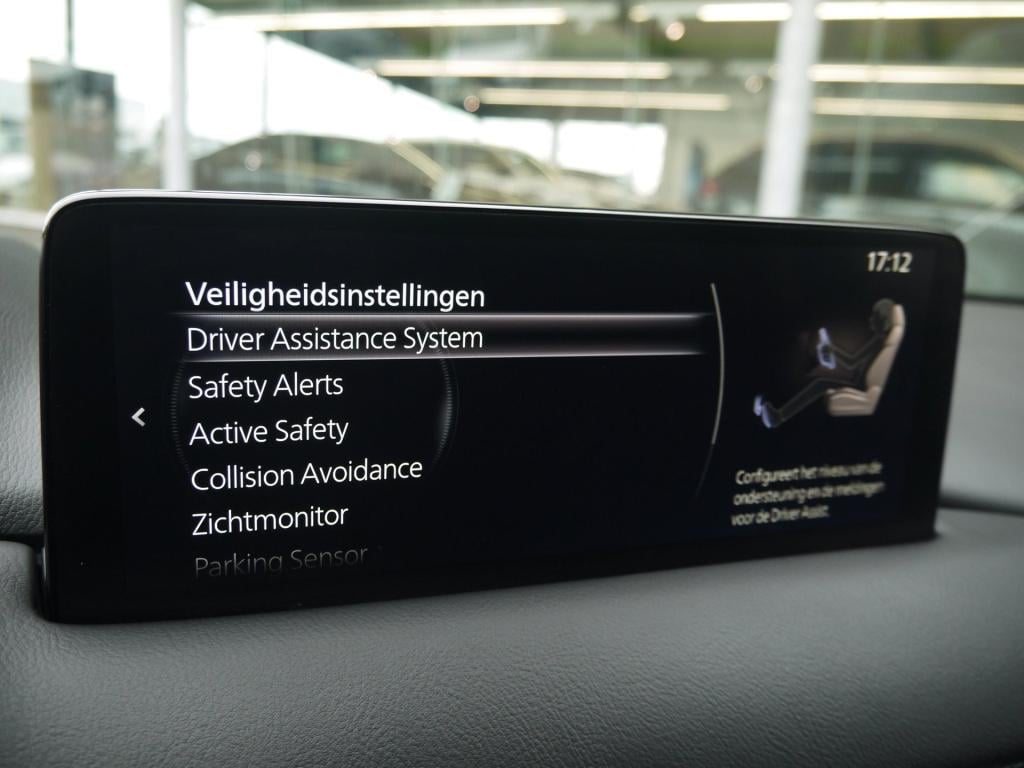 17:12
Veiligheidsinstellingen
Driver Assistance System
Safety Alerts
Active Safety
Collision Avoidance
Zichtmonitor
Parking Sensor
Configureert het niveau van de
ondersteuning en de meldingen
voor de Driver Assist.